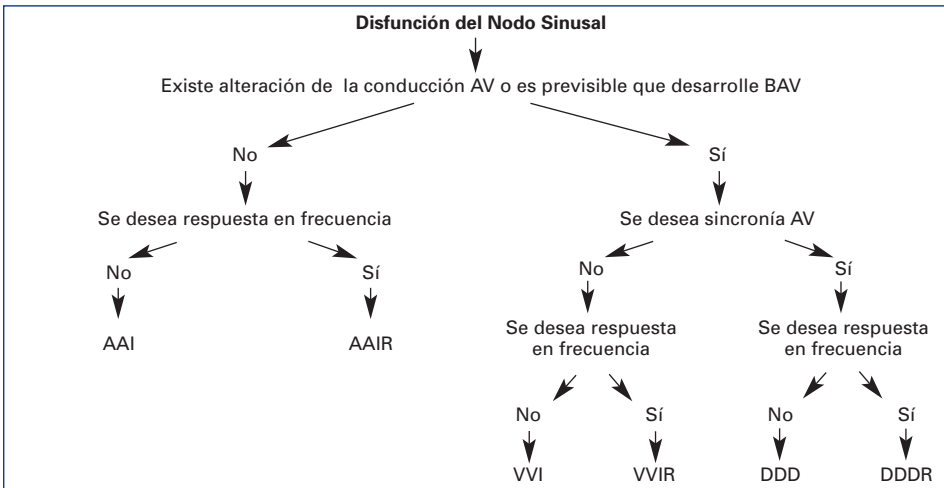 Disfunción del Nodo Sinusal
Existe alteración de la conducción AV o es previsible que desarrolle BAV
No
Sí
Se desea respuesta en frecuencia
Se desea sincronía AV
No
Sí
No
Sí
AAI
AAIR
Se desea respuesta
en frecuencia
Se desea respuesta
en frecuencia
No
Sí
No
Sí
VVI
VVIR
DDD
DDDR